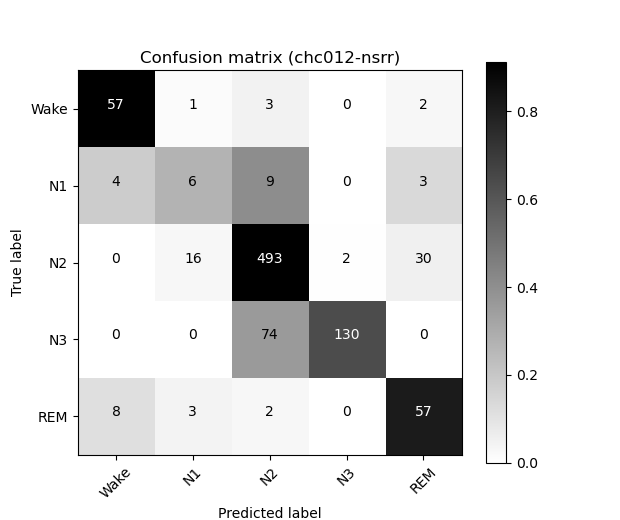 Confusion matrix (chc012-nsrr)
Wake 57 1 3 0 2
N1 4 6 9 0 3
N2 0 16 493 2 30
N3 0 0 74 130 0
REM 8 3 2 0 57
Wake N1 N2 N3 REM
Predicted label
True label
0.8
0.6
0.4
0.2
0.0